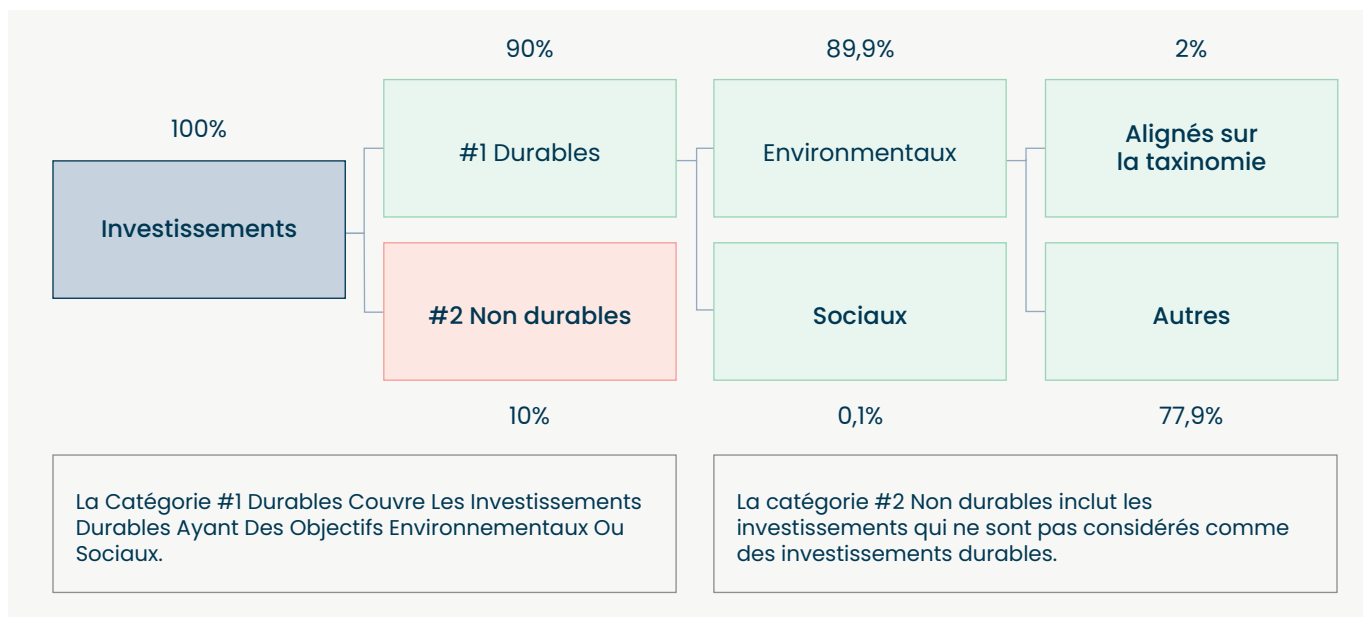 90%
89,9%
2%
100%
#1 Durables
Environmentaux
Alignés sur
la taxinomie
Investissements
#2 Non durables
Sociaux
Autres
10%
0,1%
77,9%
La Catégorie #1 Durables Couvre Les Investissements
Durables Ayant Des Objectifs Environnementaux Ou
Sociaux.
La catégorie #2 Non durables inclut les
investissements qui ne sont pas considérés comme
des investissements durables.